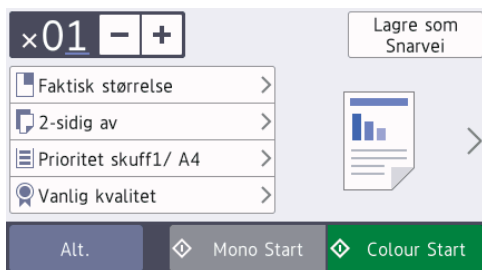 ×01 - +
Lagre som
Snarvei
Faktisk størrelse
2-sidig av
Prioritet skuff1/ A4
Vanlig kvalitet
Alt.
Mono Start
Colour Start